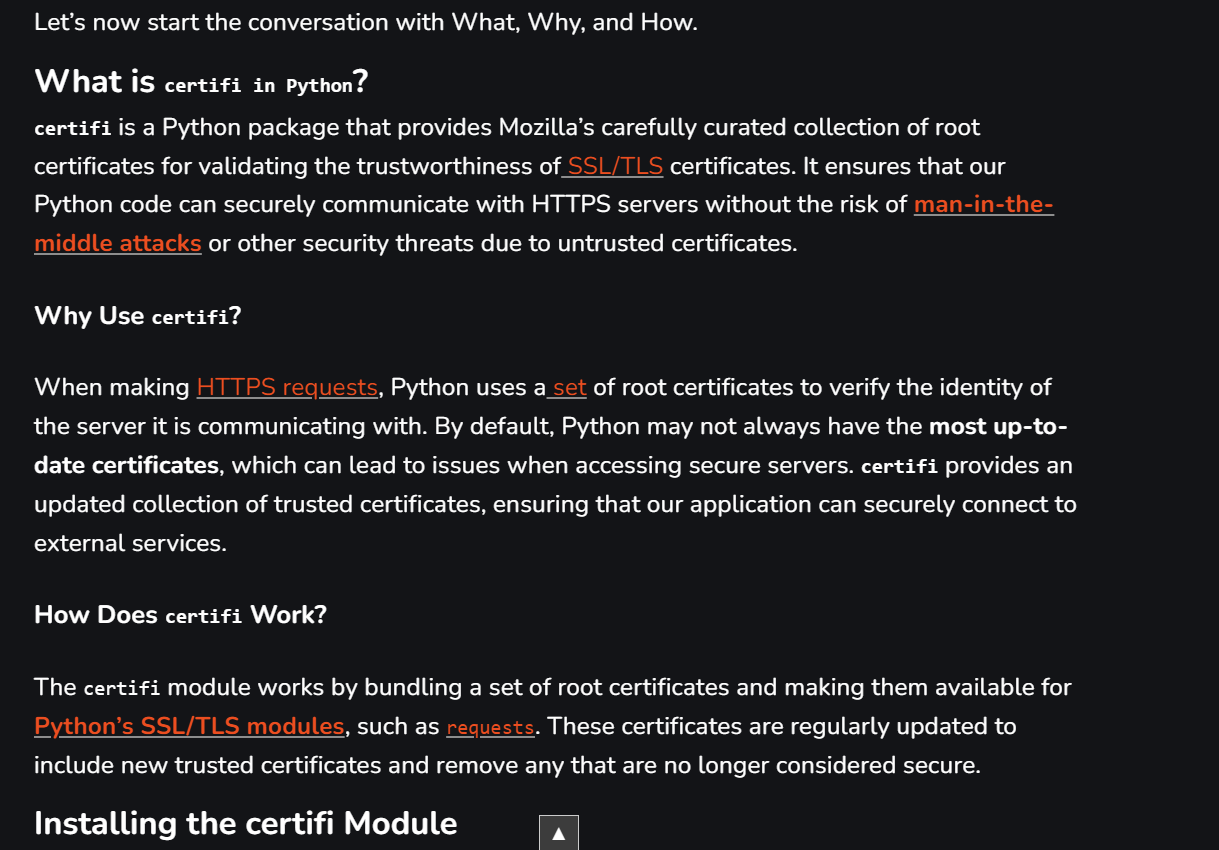 Let’s now start the conversation with What, Why, and How.
What is certifi in Python?
certifi is a Python package that provides Mozilla’s carefully curated collection of root
certificates for validating the trustworthiness of SSL/TLS certificates. It ensures that our
Python code can securely communicate with HTTPS servers without the risk of man-in-the-
middle attacks or other security threats due to untrusted certificates.
Why Use certifi?
When making HTTPS requests, Python uses a set of root certificates to verify the identity of
the server it is communicating with. By default, Python may not always have the most up-to-
date certificates, which can lead to issues when accessing secure servers. certifi provides an
updated collection of trusted certificates, ensuring that our application can securely connect to
external services.
How Does certifi Work?
The certifi module works by bundling a set of root certificates and making them available for
Python’s SSL/TLS modules, such as requests. These certificates are regularly updated to
include new trusted certificates and remove any that are no longer considered secure.
Installing the certifi Module